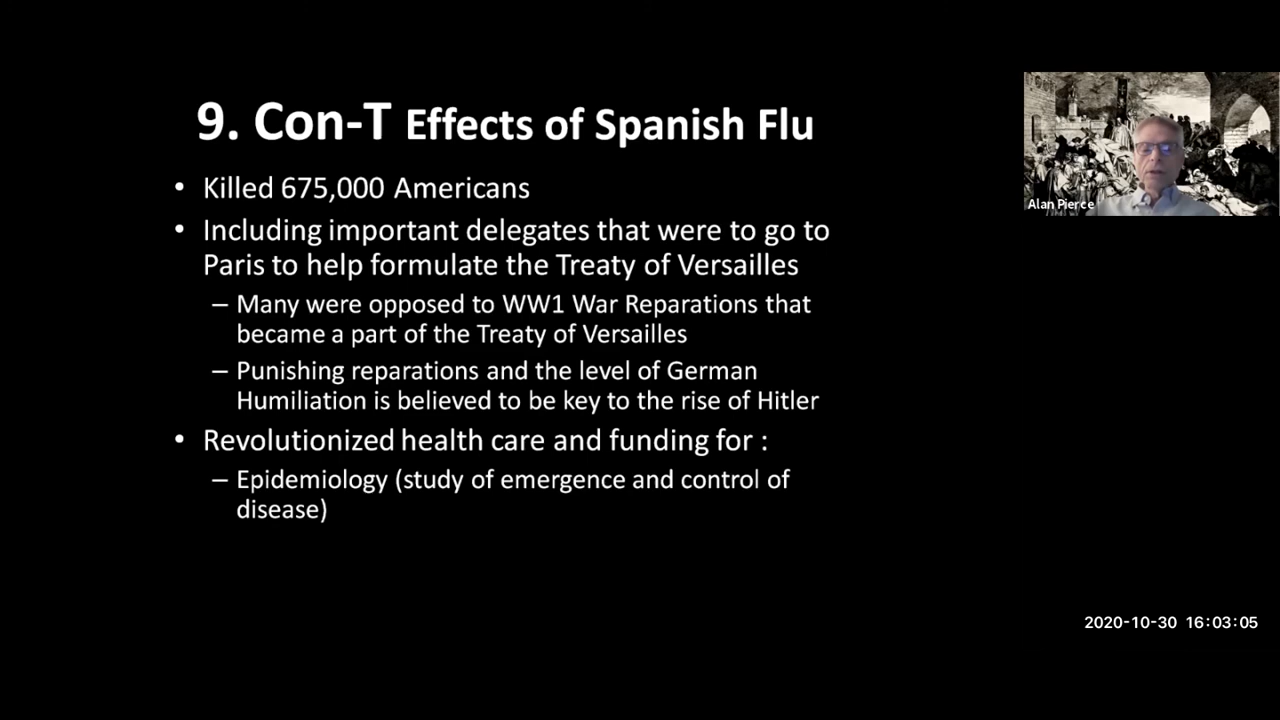 9. Con-T Effects of Spanish Flu
• Killed 675,000 Americans
• Including important delegates that were to go to
Paris to help formulate the Treaty of Versailles
– Many were opposed to WW1 War Reparations that
became a part of the Treaty of Versailles
– Punishing reparations and the level of German
Humiliation is believed to be key to the rise of Hitler
• Revolutionized health care and funding for :
– Epidemiology (study of emergence and control of
disease)
Alan Pierce
2020-10-30 16:03:05